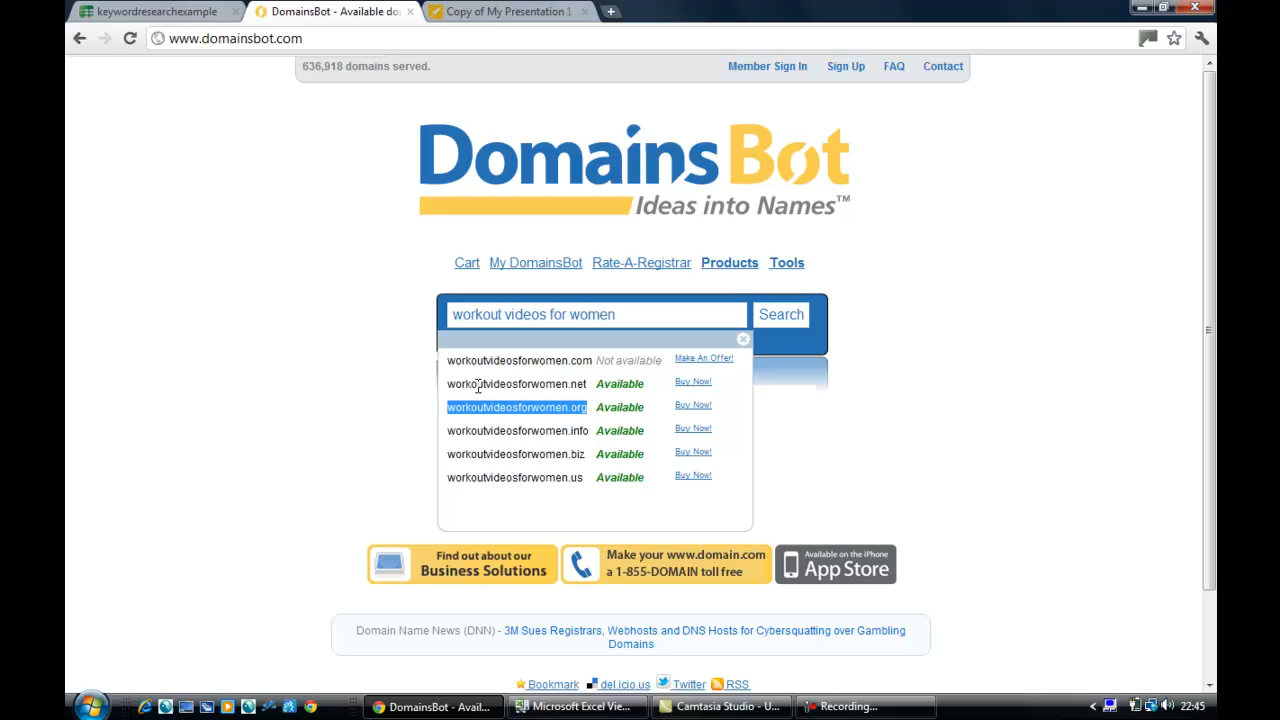 keywordresearchexample
DomainsBot - Available do
Copy of My Presentation 1
www.domainsbot.com
636,918 domains served.
Member Sign In
Sign Up
FAQ
Contact
DomainsBot
Ideas into Names™
Cart
My DomainsBot
Rate-A-Registrar
Products
Tools
workout videos for women
Search
workoutvideosforwomen.com Not available Make An Offer!
workoutvideosforwomen.net Available Buy Now!
workoutvideosforwomen.org Available Buy Now!
workoutvideosforwomen.info Available Buy Now!
workoutvideosforwomen.biz Available Buy Now!
workoutvideosforwomen.us Available Buy Now!
Find out about our
Business Solutions
Make your www.domain.com
a 1-855-DOMAIN toll free
Available on the iPhone
App Store
Domain Name News (DNN) - 3M Sues Registrars, Webhosts and DNS Hosts for Cybersquatting over Gambling
Domains
Bookmark
del.icio.us
Twitter
RSS
DomainsBot - Avail...
Microsoft Excel Vie...
Camtasia Studio - U...
Recording...
22:45